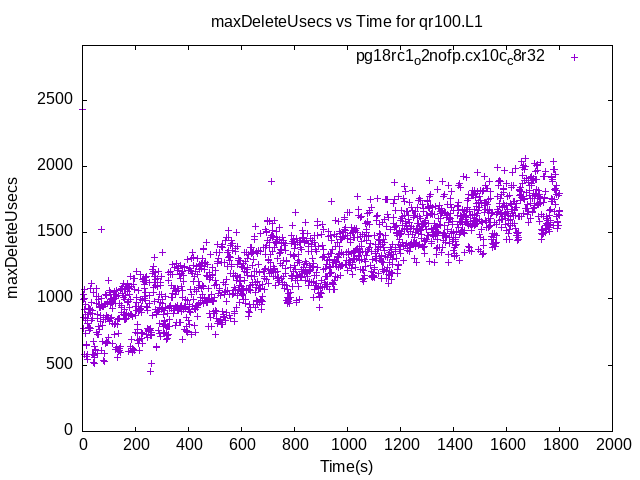 maxDeleteUsecs vs Time for qr100.L1
pg18rc1o2nofp.cx10cc8r32
2500
2000
1500
1000
500
0
maxDeleteUsecs
0 200 400 600 800 1000 1200 1400 1600 1800 2000
Time(s)